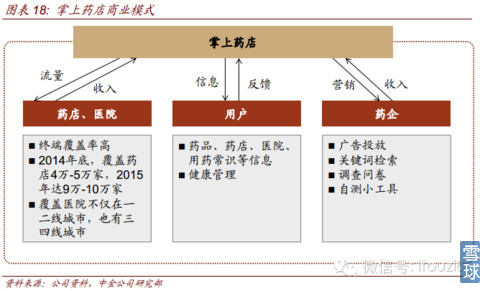 图表 18: 掌上药店商业模式
掌上药店
流量
收入
信息
反馈
营销
收入
药店、医院
用户
药企
■ 终端覆盖率高
■ 2014年底，覆盖药
店4万-5万家，2015
年达9万-10万家
■ 覆盖医院不仅在一
二线城市，也有三
四线城市
■ 药品、药店、医院、
用药常识等信息
■ 健康管理
■ 广告投放
■ 关键词检索
■ 调查问卷
■ 自测小工具
微信号:
雪球
资料来源：公司资料，中金公司研究部